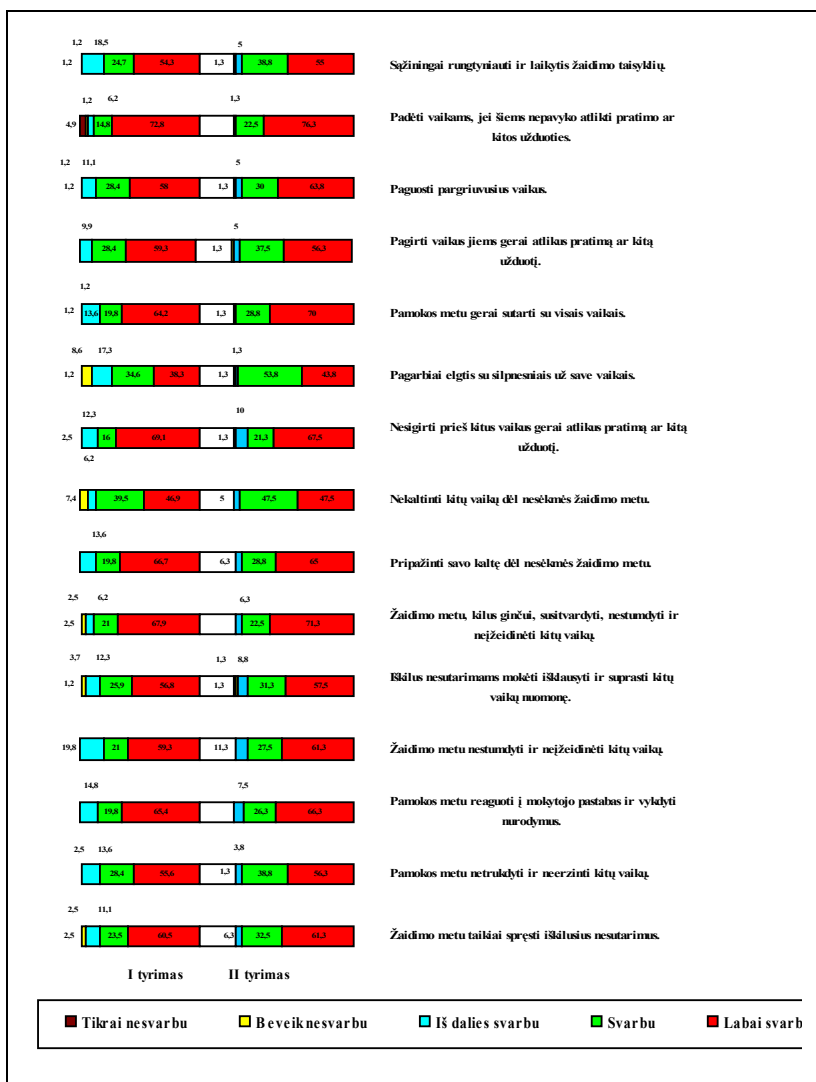 1,2 18,5 5
1,2 24,7 54,3 1,3 38,8 55 Sąžiningai rungtyniauti ir laikytis žaidimo taisyklių.
1,2 6,2 1,3
4,9 14,8 72,8 22,5 76,3 Padėti vaikams, jei šiems nepavyko atlikti pratimo ar
kitos užduoties.
1,2 11,1 5
1,2 28,4 58 1,3 30 63,8 Paguosti pargriuvusius vaikus.
9,9 5
28,4 59,3 1,3 37,5 56,3 Pagirti vaikus jiems gerai atlikus pratimą ar kitą
užduotį.
1,2
1,2 13,6 19,8 64,2 1,3 28,8 70 Pamokos metu gerai sutarti su visais vaikais.
8,6 17,3 1,3
1,2 34,6 38,3 1,3 53,8 43,8 Pagarbiai elgtis su silpnesniais už save vaikais.
12,3 10
2,5 16 69,1 1,3 21,3 67,5 Nesigirti prieš kitus vaikus gerai atlikus pratimą ar kitą
užduotį.
6,2
7,4 39,5 46,9 5 47,5 47,5 Nekaltinti kitų vaikų dėl nesėkmės žaidimo metu.
13,6
19,8 66,7 6,3 28,8 65 Pripažinti savo kaltę dėl nesėkmės žaidimo metu.
2,5 6,2 6,3
2,5 21 67,9 22,5 71,3 Žaidimo metu, kilus ginčui, susitvardyti, nestumdyti ir
neįžeidinėti kitų vaikų.
3,7 12,3 1,3 8,8
1,2 25,9 56,8 1,3 31,3 57,5 Iškilus nesutarimams mokėti išklausyti ir suprasti kitų
vaikų nuomonę.
19,8 21 59,3 11,3 27,5 61,3 Žaidimo metu nestumdyti ir neįžeidinėti kitų vaikų.
14,8 7,5
19,8 65,4 26,3 66,3 Pamokos metu reaguoti į mokytojo pastabas ir vykdyti
nurodymus.
2,5 13,6 3,8
28,4 55,6 1,3 38,8 56,3 Pamokos metu netrukdyti ir neerzinti kitų vaikų.
2,5 11,1
2,5 23,5 60,5 6,3 32,5 61,3 Žaidimo metu taikiai spręsti iškilusius nesutarimus.
I tyrimas II tyrimas
Tikrai nesvarbu Beveik nesvarbu Iš dalies svarbu Svarbu Labai svarb